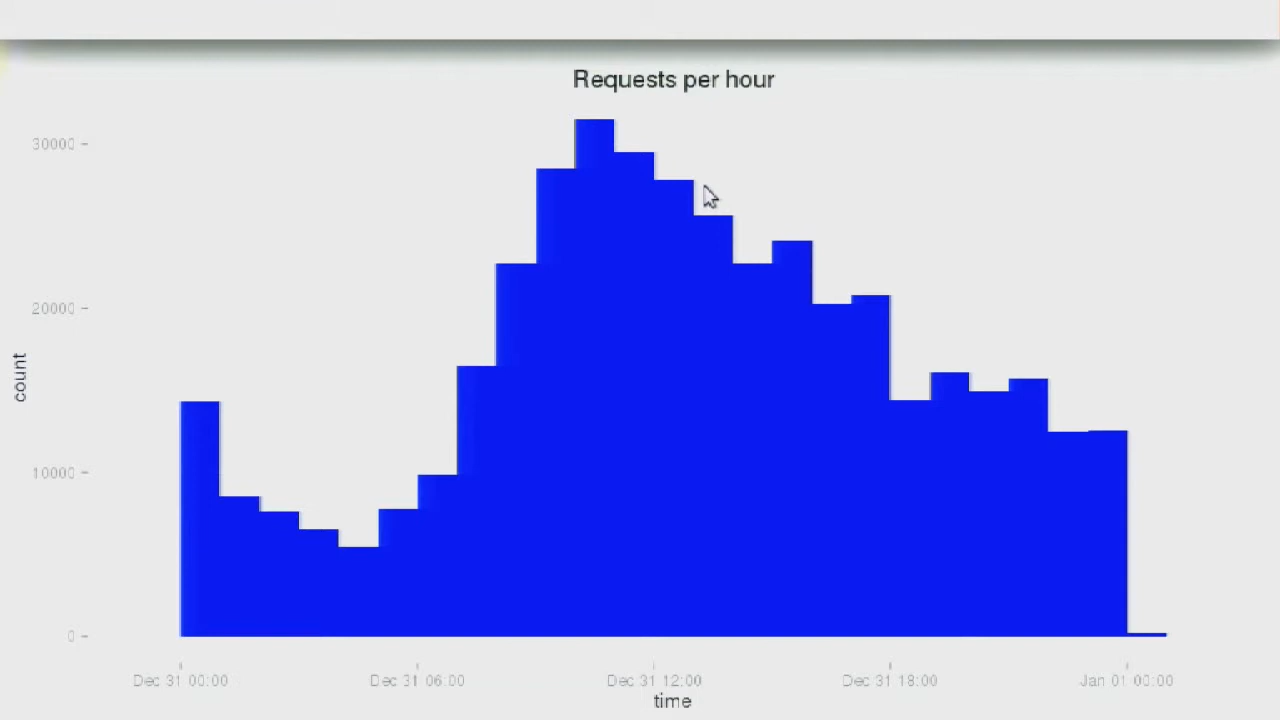 Requests per hour
30000
20000
10000
0
count
Dec 31 00:00 Dec 31 06:00 Dec 31 12:00 Dec 31 18:00 Jan 01 00:00
time